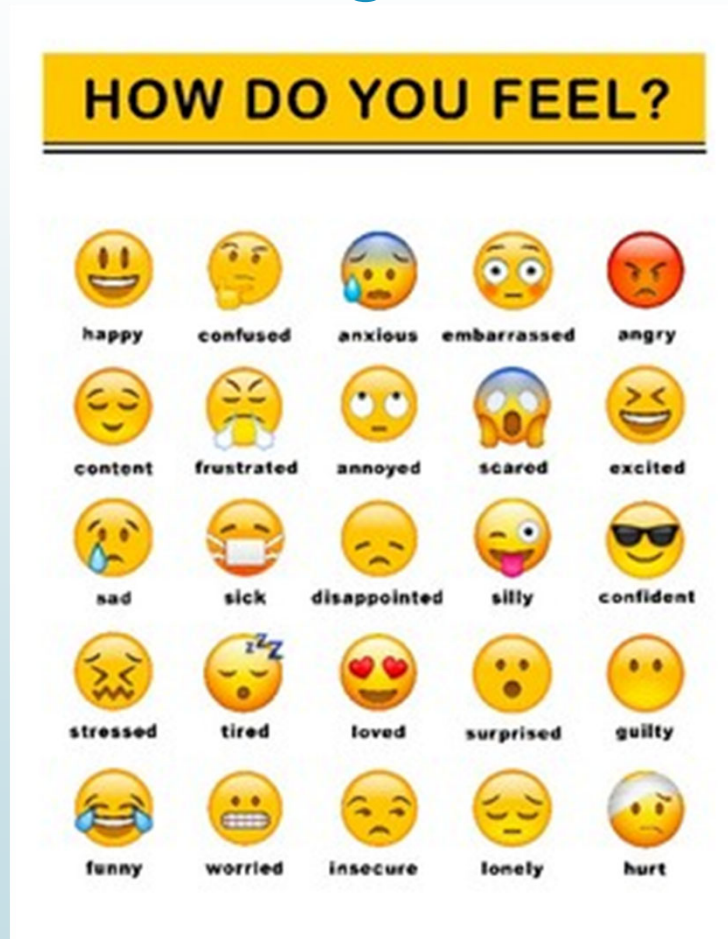 HOW DO YOU FEEL?
happy confused anxious embarrassed angry
content frustrated annoyed scared excited
sad sick disappointed silly confident
zzZ
stressed tired loved surprised guilty
funny worried insecure lonely hurt